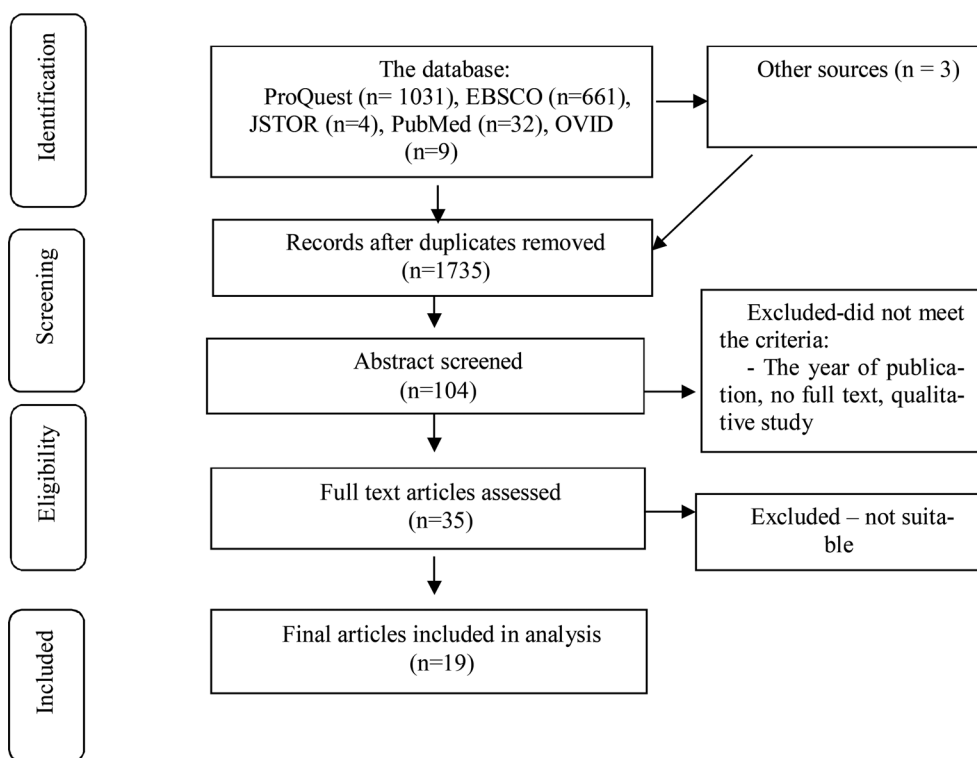 Identification
The database:
ProQuest (n= 1031), EBSCO (n=661),
JSTOR (n=4), PubMed (n=32), OVID
(n=9)
Other sources (n = 3)
Screening
Records after duplicates removed
(n=1735)
Abstract screened
(n=104)
Excluded-did not meet
the criteria:
- The year of publica-
tion, no full text, qualita-
tive study
Eligibility
Full text articles assessed
(n=35)
Excluded – not suita-
ble
Included
Final articles included in analysis
(n=19)